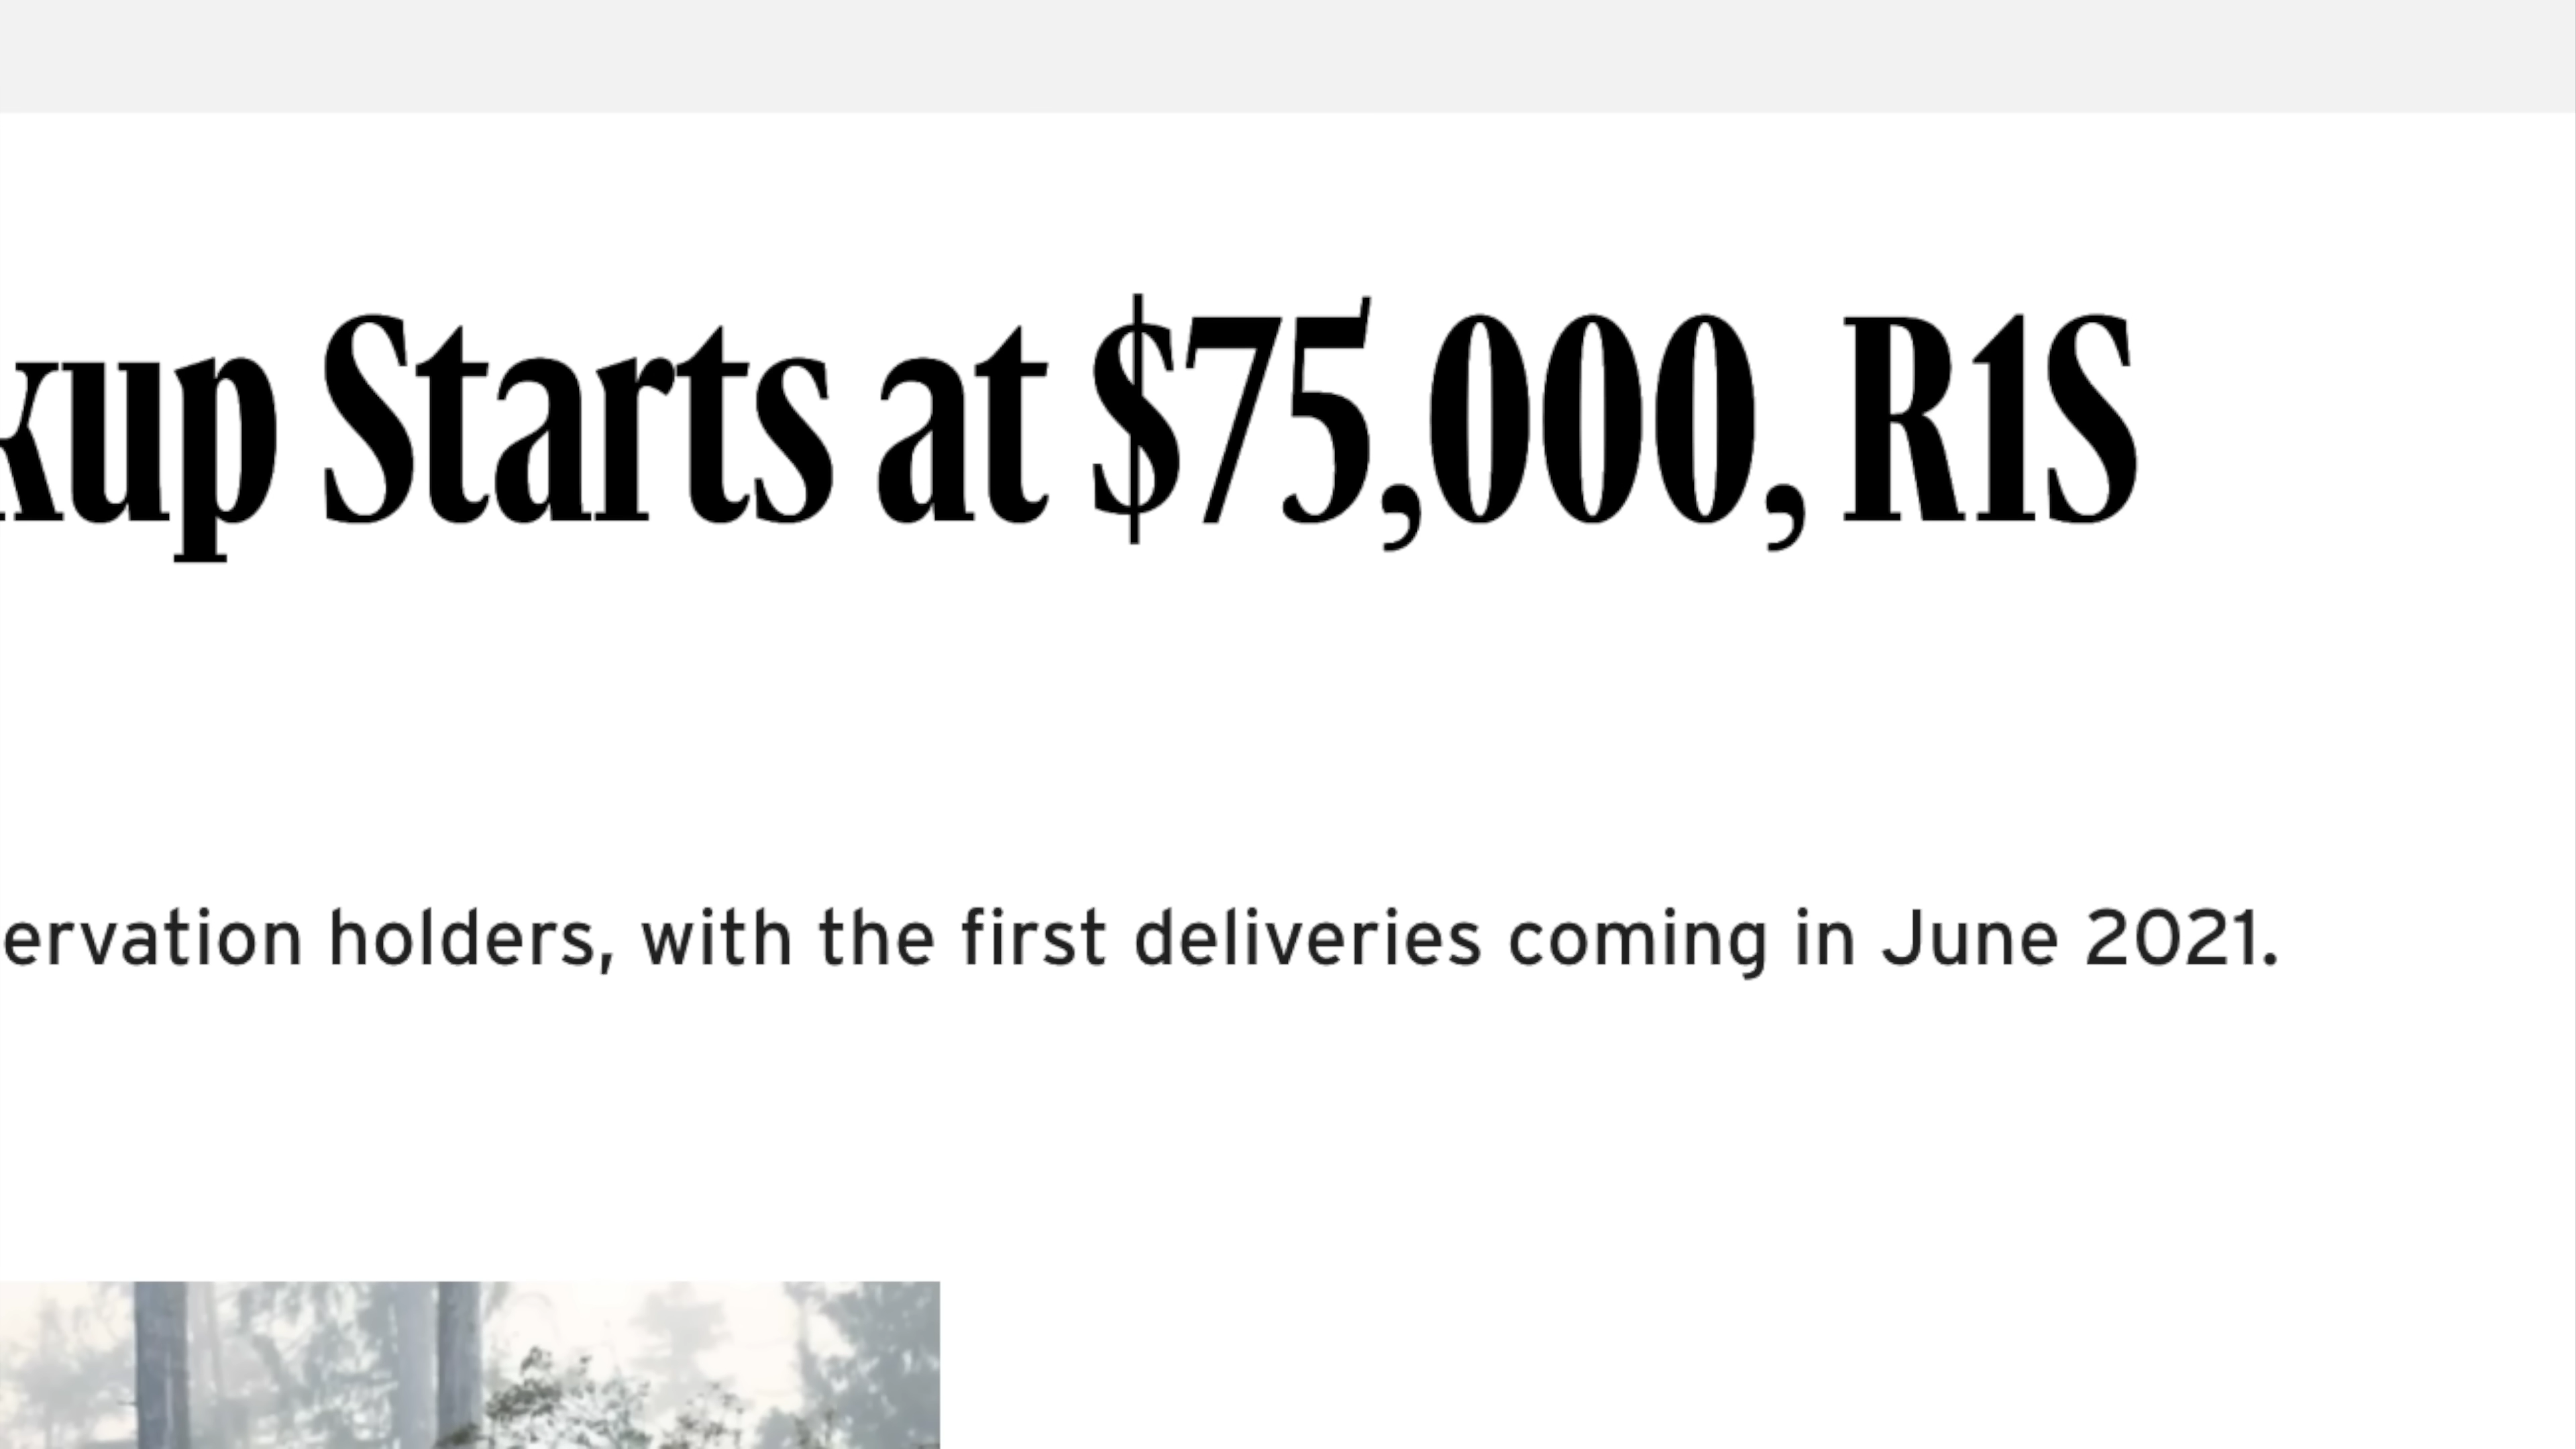 kup Starts at $75,000, R1S
ervation holders, with the first deliveries coming in June 2021.